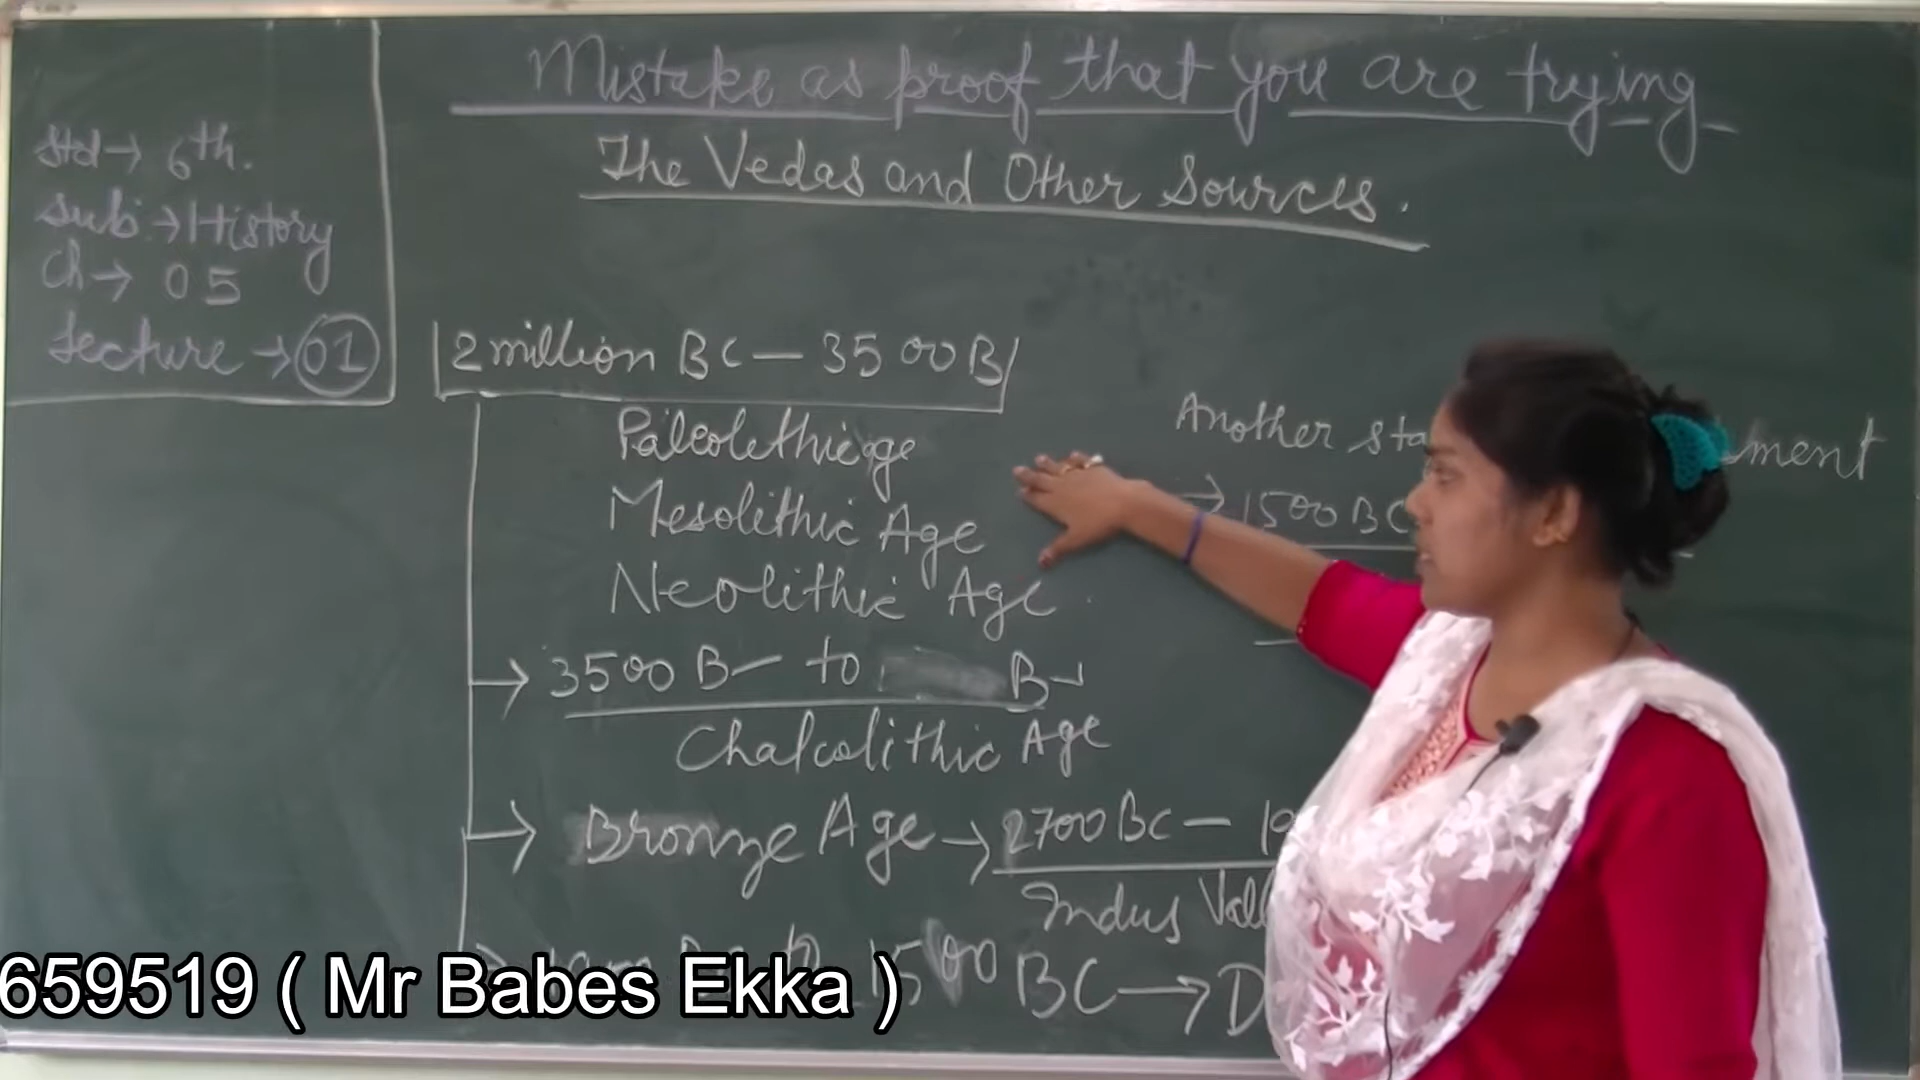 Mistake as proof that you are trying
The Vedas and Other Sources.
Std → 6th.
Sub → History
Ch → 05
Lecture → 01
2 million BC — 3500 B
Paleolethic age
Mesolithic Age
Neolithic Age
→ 3500 B to B
Chalcolithic Age
→ Bronze Age → 2700 BC — 19
Indus Vall
1500 BC → D
Another sta ment
→ 1500 BC
659519 ( Mr Babes Ekka )